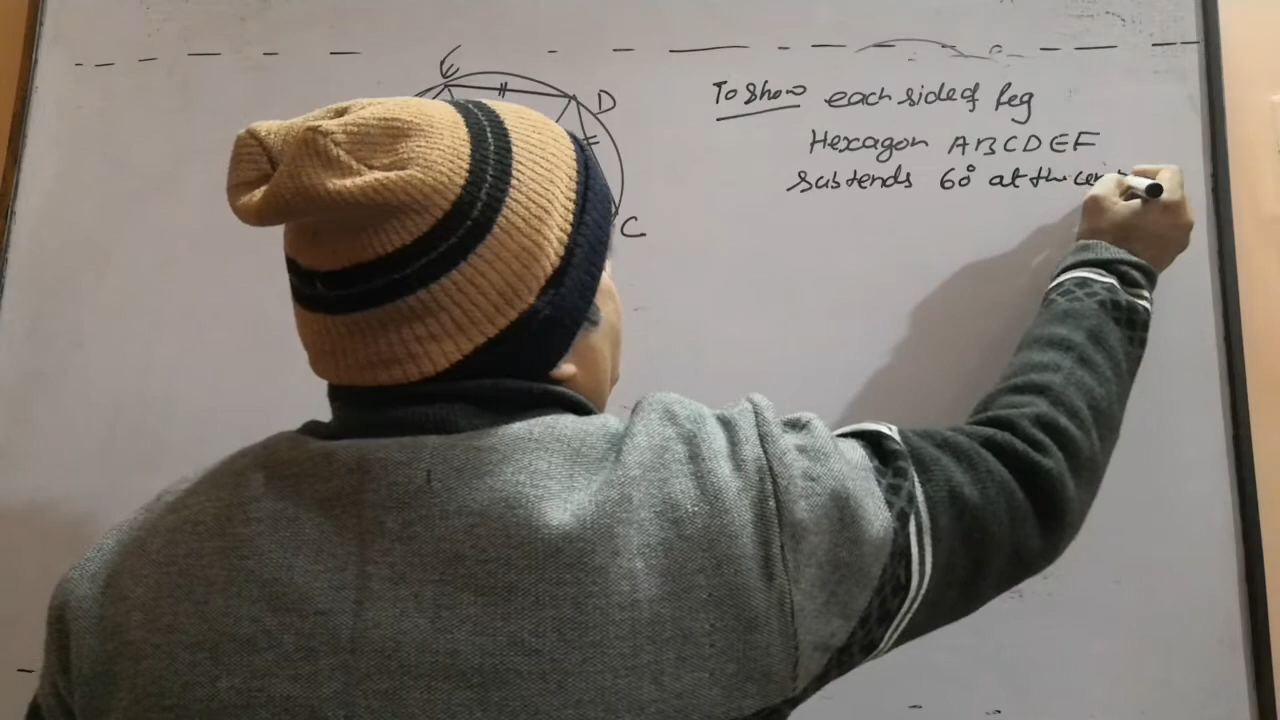 E
D
C
To Show each side of Reg
Hexagon ABCDEF
Subtends 60° at the